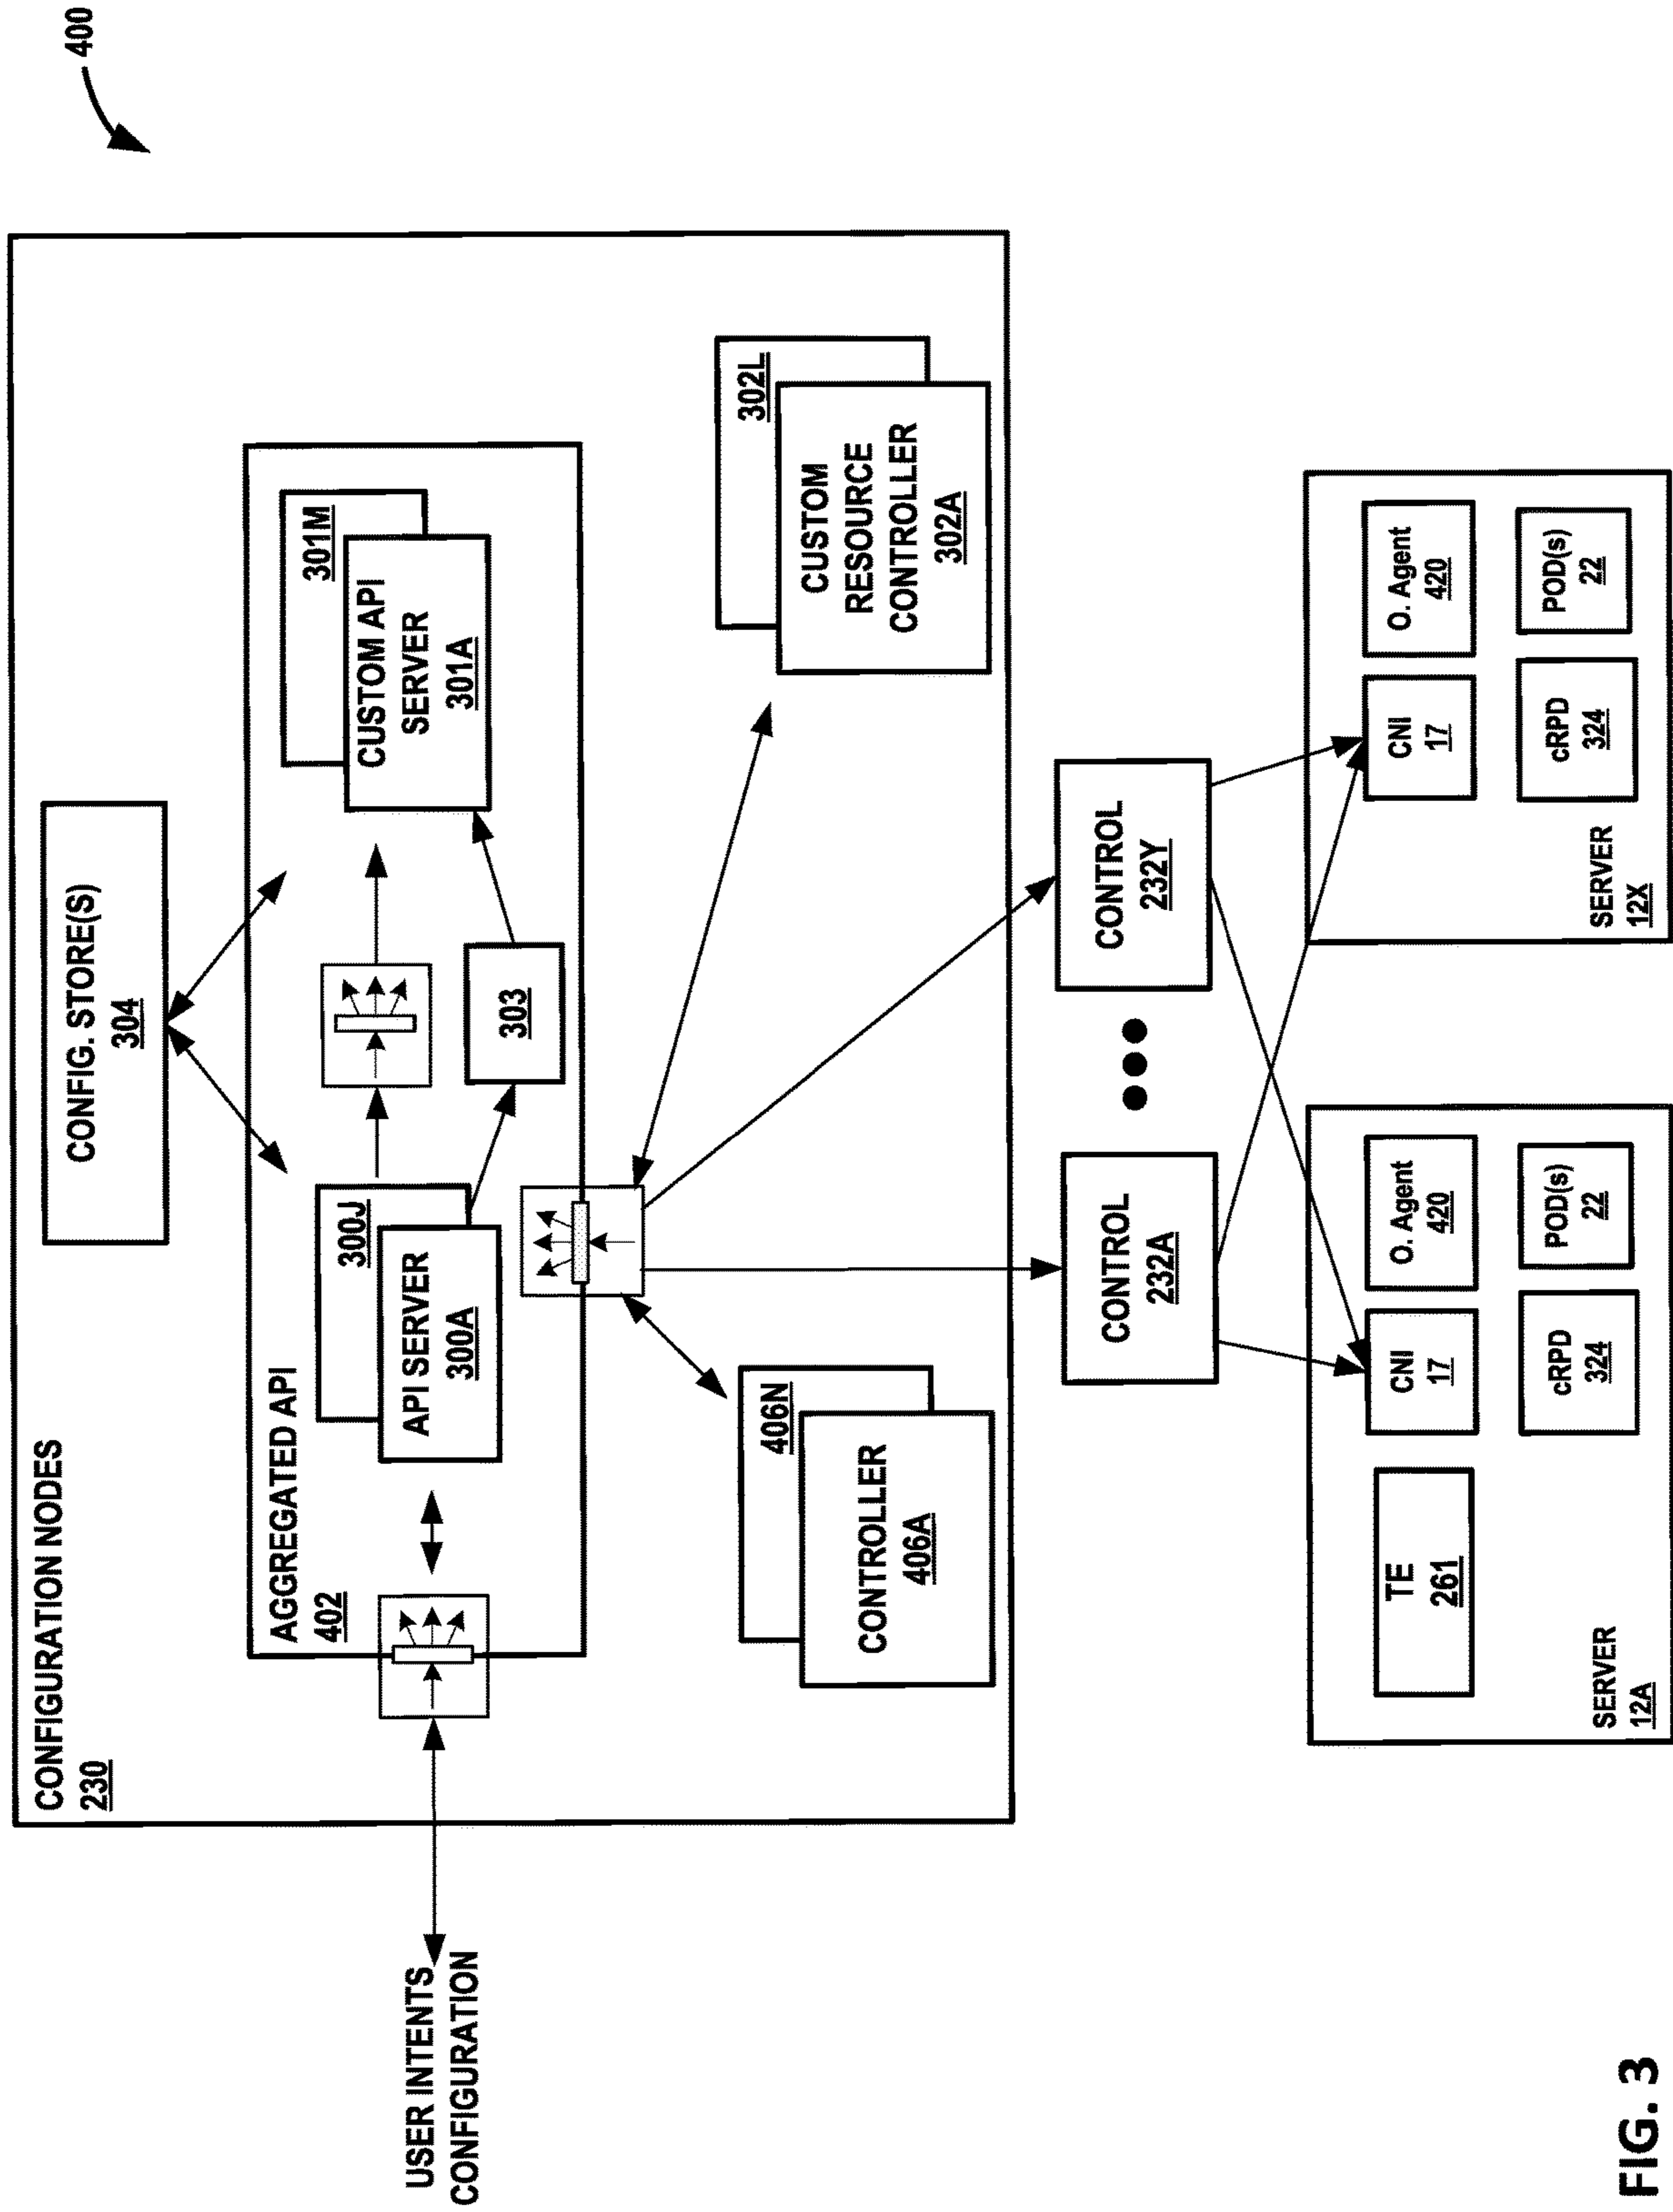 400
CONFIGURATION NODES
230
CONFIG. STORE(S)
304
AGGREGATED API
402
300J
API SERVER
300A
303
301M
CUSTOM API
SERVER
301A
USER INTENTS
CONFIGURATION
406N
CONTROLLER
406A
302L
CUSTOM
RESOURCE
CONTROLLER
302A
CONTROL
232A
CONTROL
232Y
SERVER
12A
TE
261
CNI
17
O. Agent
420
cRPD
324
POD(s)
22
SERVER
12X
CNI
17
O. Agent
420
cRPD
324
POD(s)
22
FIG. 3